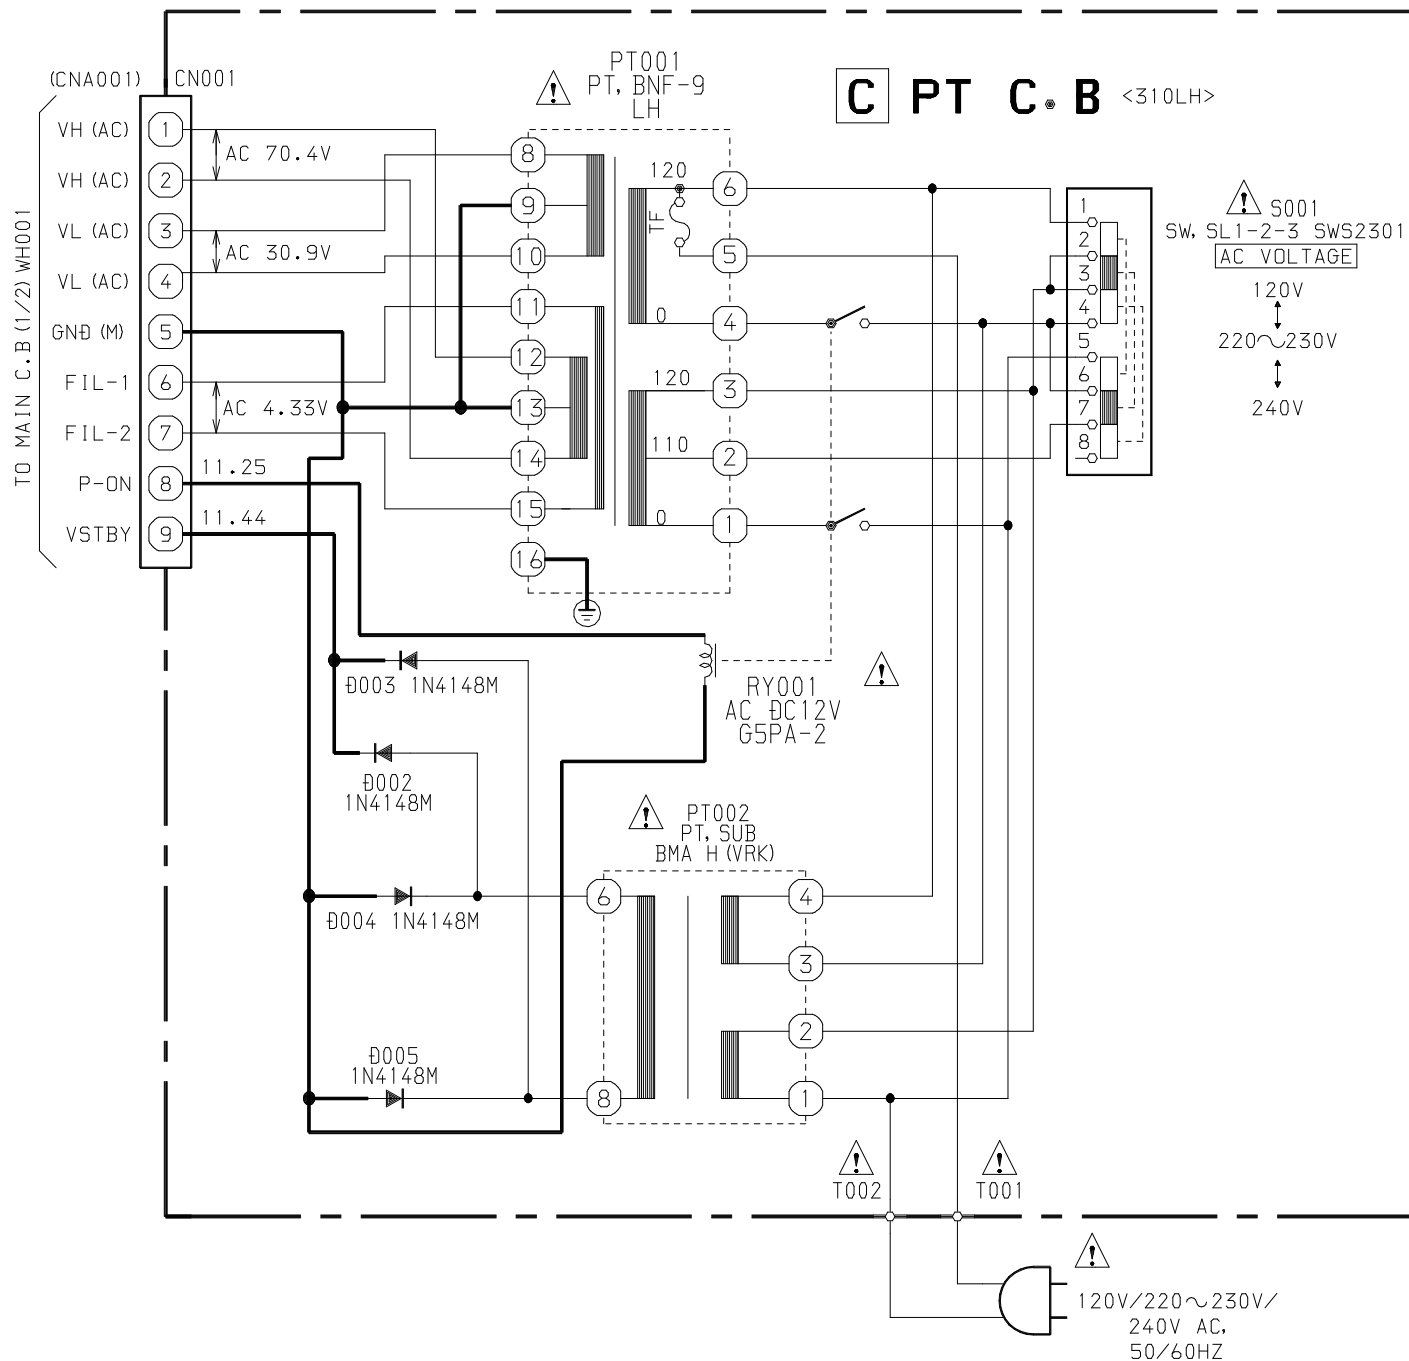 (CNA001) CN001
TO MAIN C.B (1/2) WH001
VH (AC) 1
VH (AC) 2
VL (AC) 3
VL (AC) 4
GND (M) 5
FIL-1 6
FIL-2 7
P-ON 8
VSTBY 9
AC 70.4V
AC 30.9V
AC 4.33V
11.25
11.44
PT001
PT, BNF-9
LH
8
9
10
11
12
13
14
15
16
120
TF
0
120
110
0
6
5
4
3
2
1
C PT C.B <310LH>
1
2
3
4
5
6
7
8
S001
SW, SL1-2-3 SWS2301
AC VOLTAGE
120V
220~230V
240V
D003 1N4148M
D002
1N4148M
D004 1N4148M
D005
1N4148M
RY001
AC DC12V
G5PA-2
PT002
PT, SUB
BMA H (VRK)
6
8
4
3
2
1
T002
T001
120V/220~230V/
240V AC,
50/60HZ